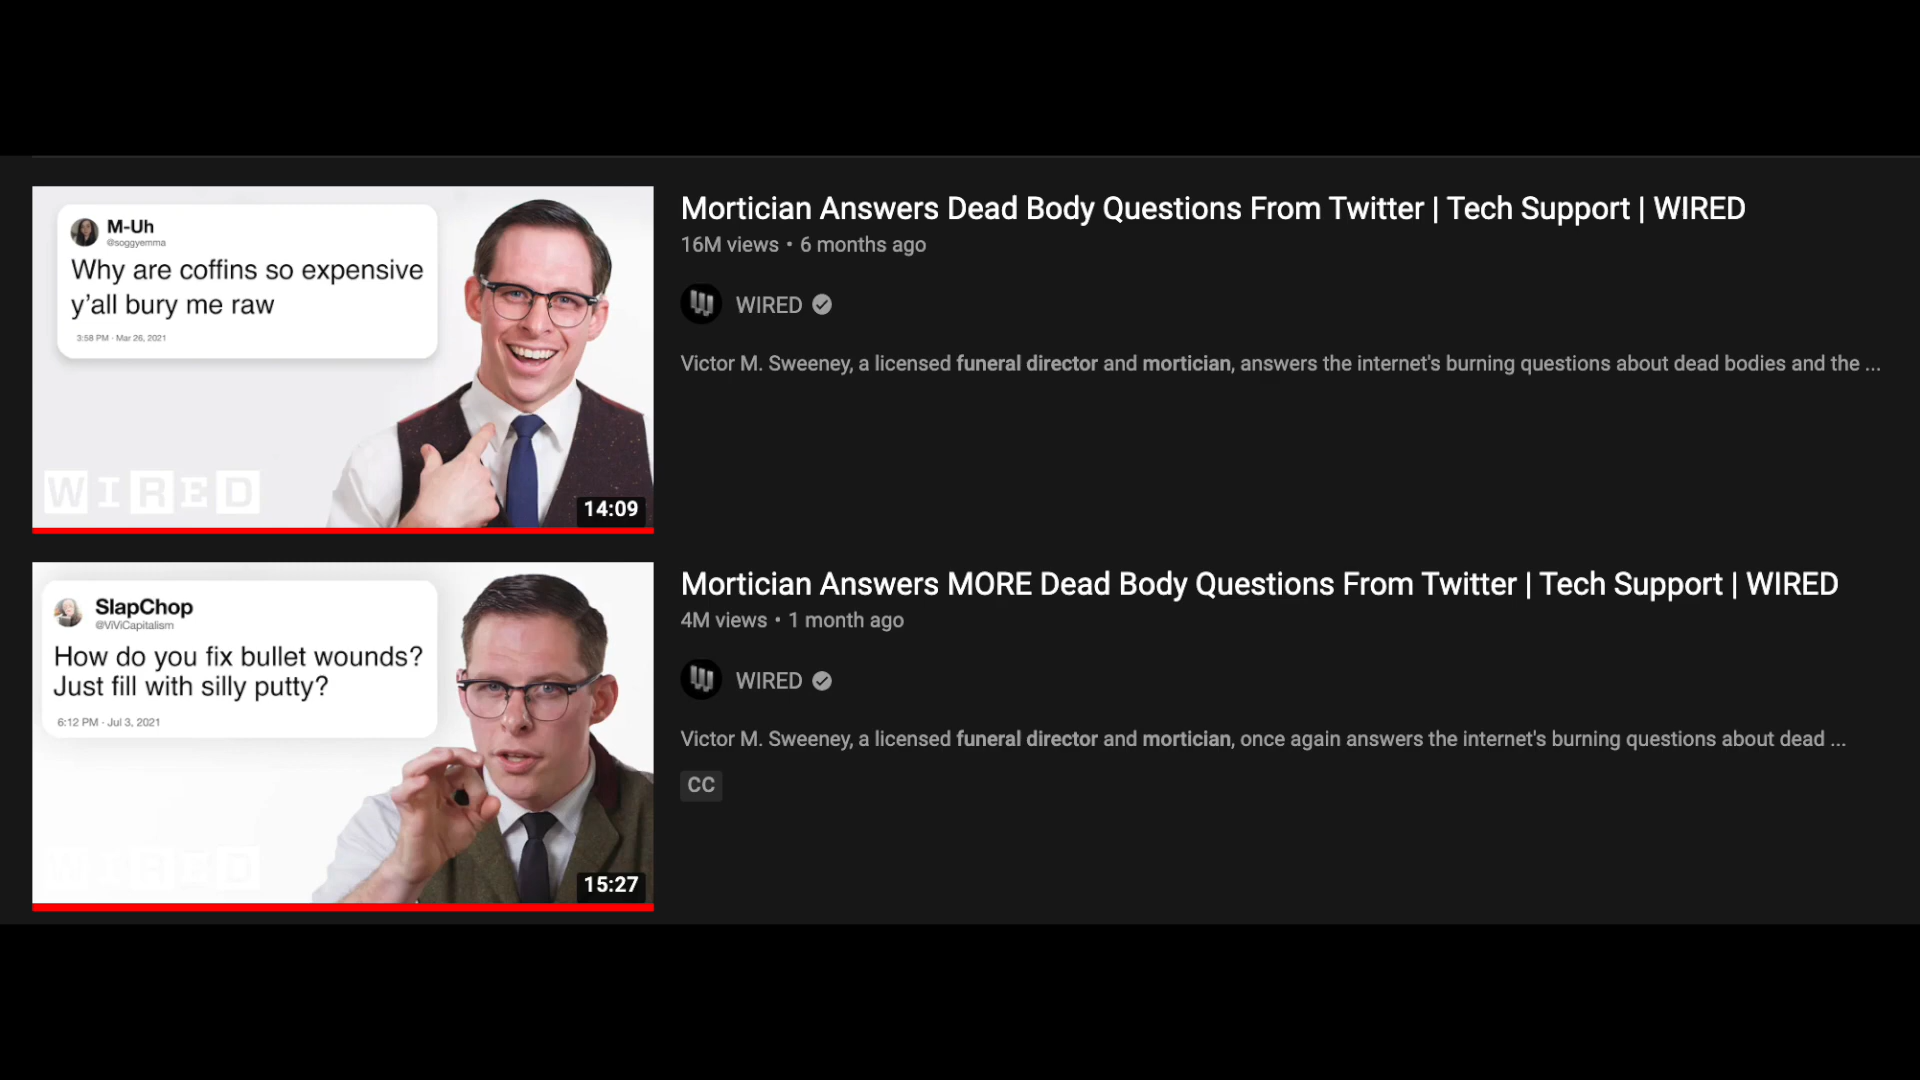 M-Uh
@soggyemma
Why are coffins so expensive
y'all bury me raw
3:58 PM · Mar 26, 2021
WIRED
14:09
Mortician Answers Dead Body Questions From Twitter | Tech Support | WIRED
16M views • 6 months ago
WIRED
Victor M. Sweeney, a licensed funeral director and mortician, answers the internet's burning questions about dead bodies and the ...
SlapChop
@ViViCapitalism
How do you fix bullet wounds?
Just fill with silly putty?
6:12 PM · Jul 3, 2021
WIRED
15:27
Mortician Answers MORE Dead Body Questions From Twitter | Tech Support | WIRED
4M views • 1 month ago
WIRED
Victor M. Sweeney, a licensed funeral director and mortician, once again answers the internet's burning questions about dead ...
CC